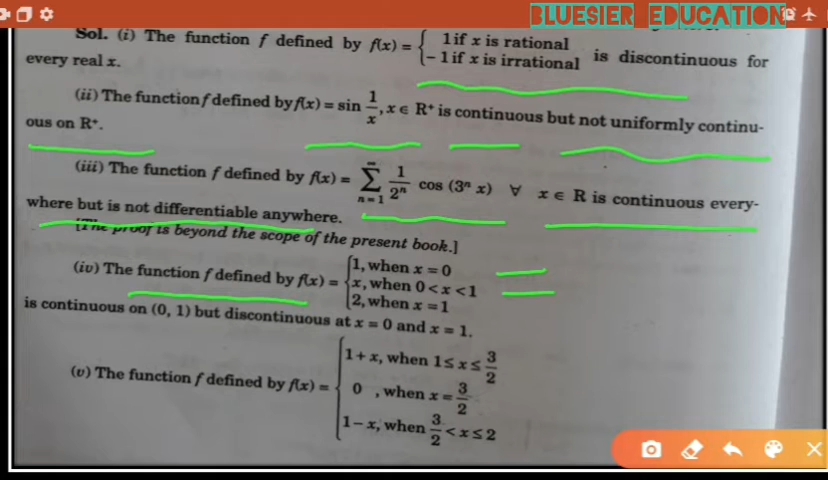 BLUESIER EDUCATION
Sol. (i) The function f defined by f(x) = { 1 if x is rational
− 1 if x is irrational is discontinuous for
every real x.
(ii) The function f defined by f(x) = sin 1/x, x ∈ R⁺ is continuous but not uniformly continu-
ous on R⁺.
(iii) The function f defined by f(x) = ∑_{n=1}^{∞} 1/2ⁿ cos (3ⁿ x) ∀ x ∈ R is continuous every-
where but is not differentiable anywhere.
[The proof is beyond the scope of the present book.]
(iv) The function f defined by f(x) = { 1, when x = 0
x, when 0 < x < 1
2, when x = 1
is continuous on (0, 1) but discontinuous at x = 0 and x = 1.
(v) The function f defined by f(x) = { 1 + x, when 1 ≤ x ≤ 3/2
0 , when x = 3/2
1 − x, when 3/2 < x ≤ 2